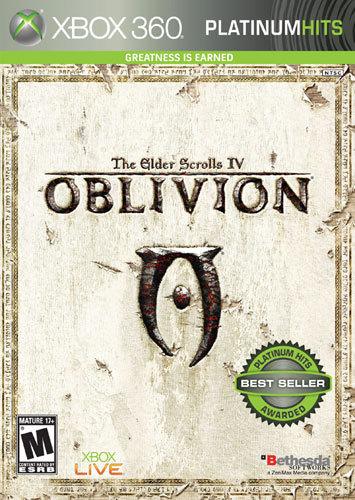 XBOX 360. PLATINUMHITS
GREATNESS IS EARNED
NTSC
The Elder Scrolls IV
OBLIVION
PLATINUM HITS
BEST SELLER
AWARDED
MATURE 17+
M
CONTENT RATED BY
ESRB
XBOX
LIVE
Bethesda
SOFTWORKS
a ZeniMax Media company